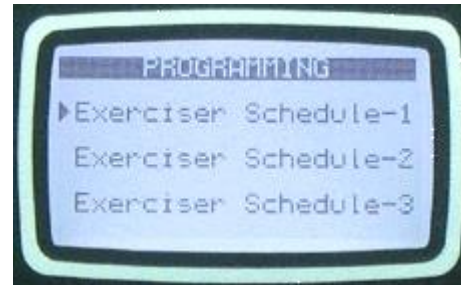 PROGRAMMING
Exerciser Schedule-1
Exerciser Schedule-2
Exerciser Schedule-3